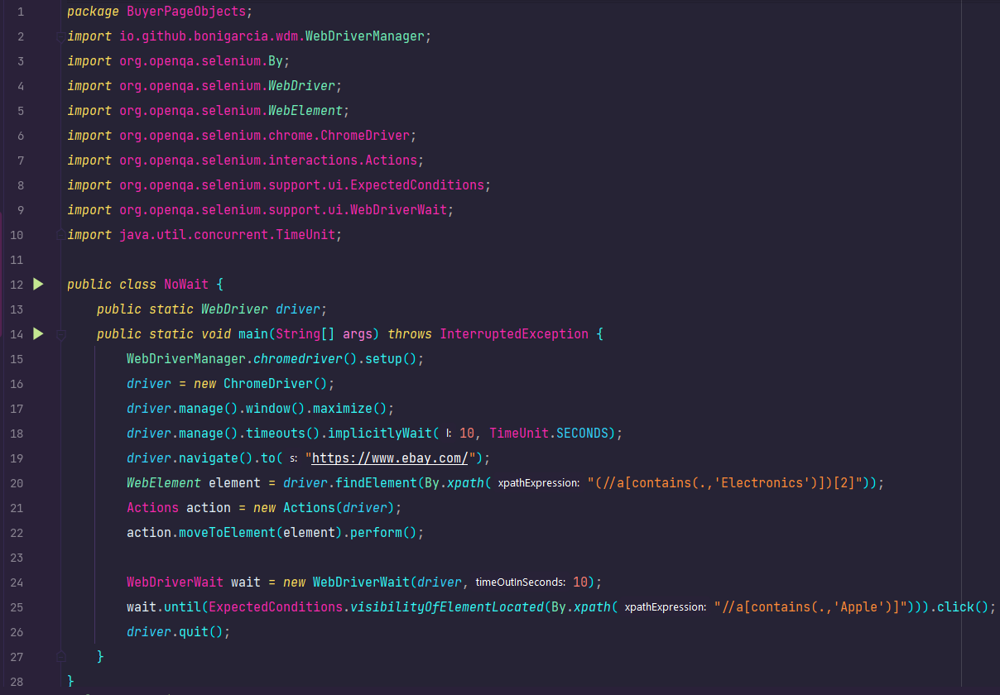 1 package BuyerPageObjects;
2 import io.github.bonigarcia.wdm.WebDriverManager;
3 import org.openqa.selenium.By;
4 import org.openqa.selenium.WebDriver;
5 import org.openqa.selenium.WebElement;
6 import org.openqa.selenium.chrome.ChromeDriver;
7 import org.openqa.selenium.interactions.Actions;
8 import org.openqa.selenium.support.ui.ExpectedConditions;
9 import org.openqa.selenium.support.ui.WebDriverWait;
10 import java.util.concurrent.TimeUnit;
11
12 public class NoWait {
13 public static WebDriver driver;
14 public static void main(String[] args) throws InterruptedException {
15 WebDriverManager.chromedriver().setup();
16 driver = new ChromeDriver();
17 driver.manage().window().maximize();
18 driver.manage().timeouts().implicitlyWait( l: 10, TimeUnit.SECONDS);
19 driver.navigate().to( s: "https://www.ebay.com/");
20 WebElement element = driver.findElement(By.xpath( xpathExpression: "(//a[contains(.,'Electronics')])[2]"));
21 Actions action = new Actions(driver);
22 action.moveToElement(element).perform();
23
24 WebDriverWait wait = new WebDriverWait(driver, timeOutInSeconds: 10);
25 wait.until(ExpectedConditions.visibilityOfElementLocated(By.xpath( xpathExpression: "//a[contains(.,'Apple')]"))).click();
26 driver.quit();
27 }
28 }